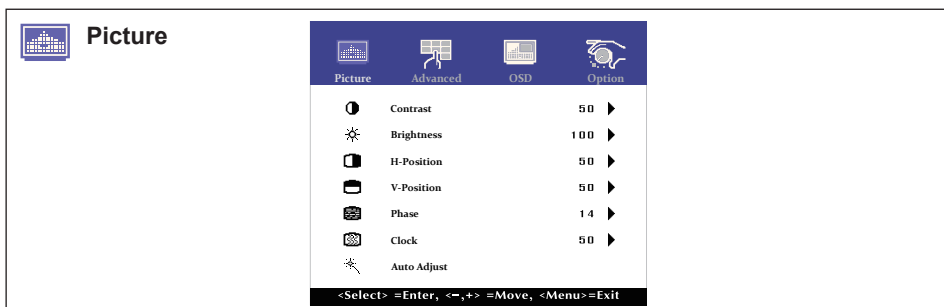 Picture
Picture Advanced OSD Option
Contrast 50
Brightness 100
H-Position 50
V-Position 50
Phase 14
Clock 50
Auto Adjust
<Select> =Enter, <-,+> =Move, <Menu>=Exit